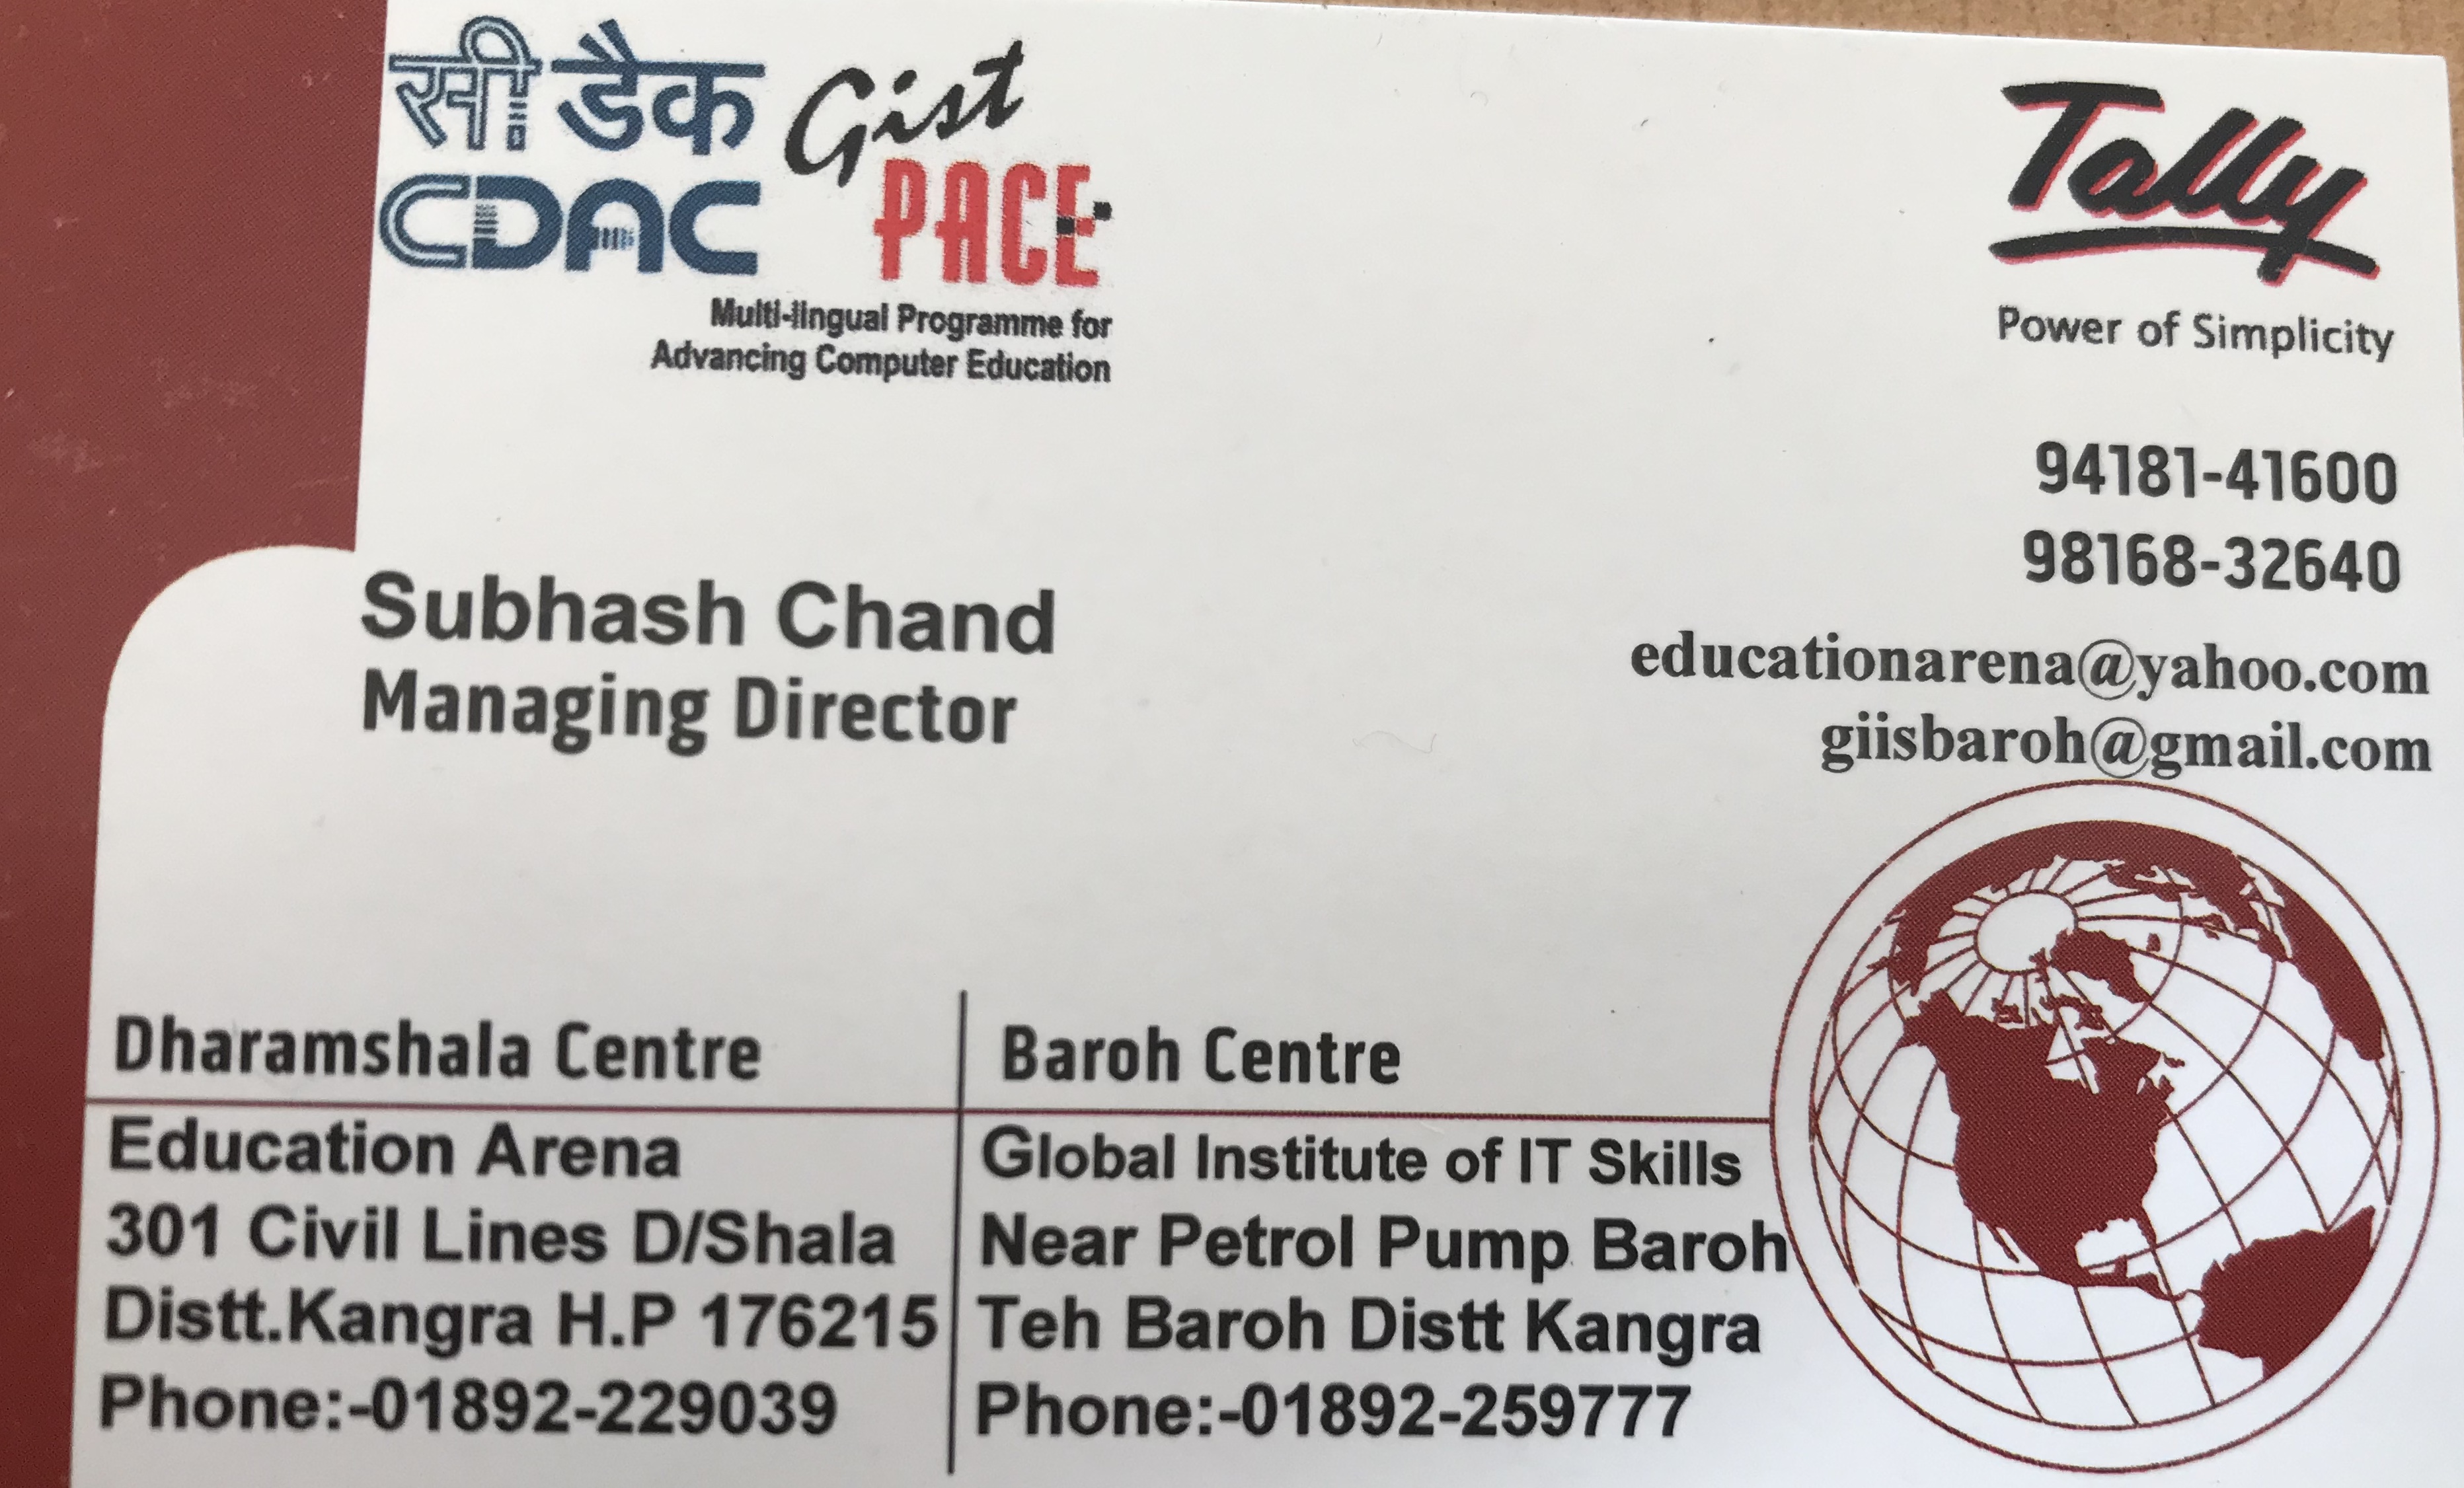 सी डैक
CDAC
Gist
PACE
Multi-lingual Programme for
Advancing Computer Education
Tally
Power of Simplicity
94181-41600
98168-32640
educationarena@yahoo.com
giisbaroh@gmail.com
Subhash Chand
Managing Director
Dharamshala Centre
Education Arena
301 Civil Lines D/Shala
Distt.Kangra H.P 176215
Phone:-01892-229039
Baroh Centre
Global Institute of IT Skills
Near Petrol Pump Baroh
Teh Baroh Distt Kangra
Phone:-01892-259777